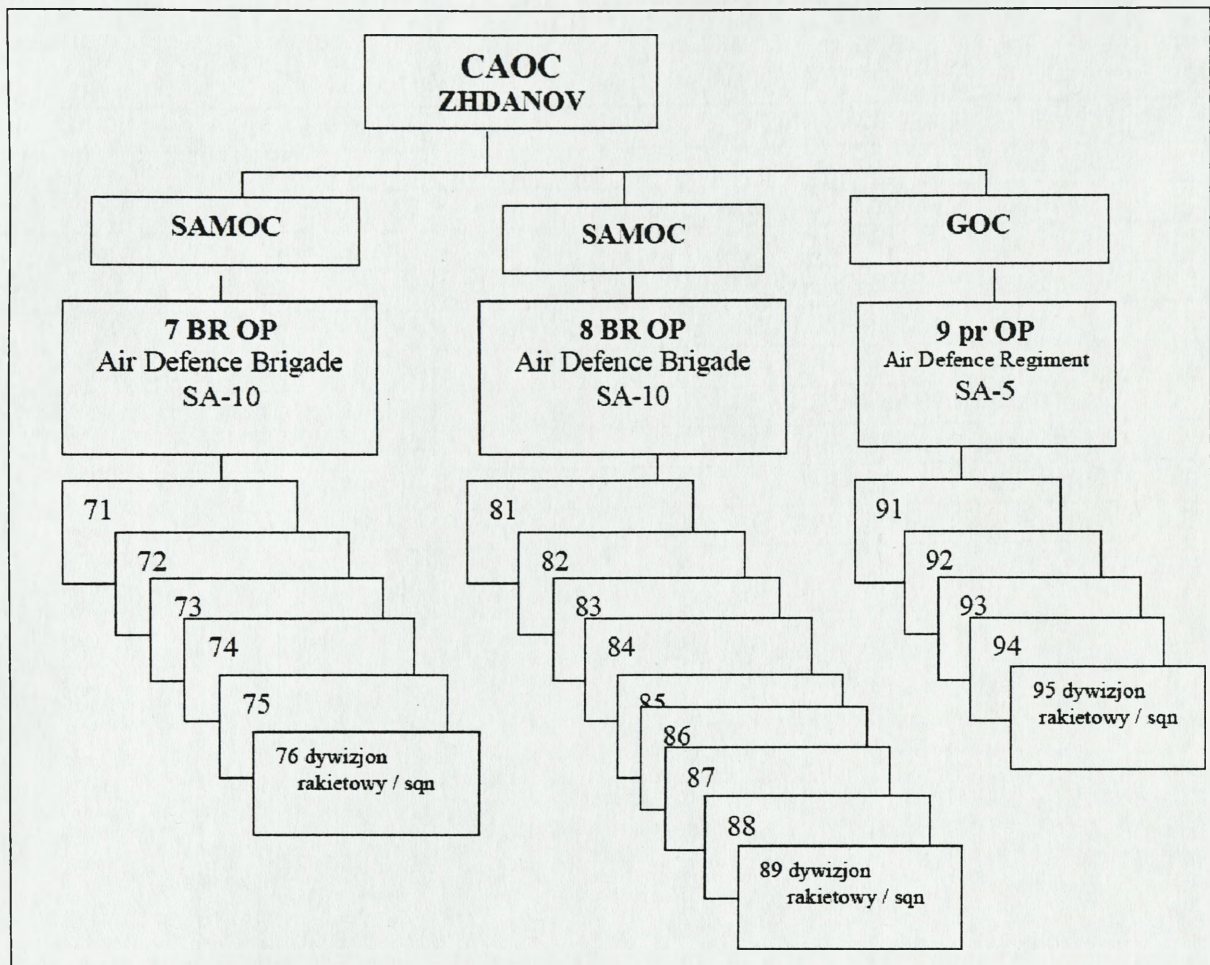 CAOC
ZHDANOV
SAMOC
SAMOC
GOC
7 BR OP
Air Defence Brigade
SA-10
8 BR OP
Air Defence Brigade
SA-10
9 pr OP
Air Defence Regiment
SA-5
71
72
73
74
75
76 dywizjon
rakietowy / sqn
81
82
83
84
85
86
87
88
89 dywizjon
rakietowy / sqn
91
92
93
94
95 dywizjon
rakietowy / sqn